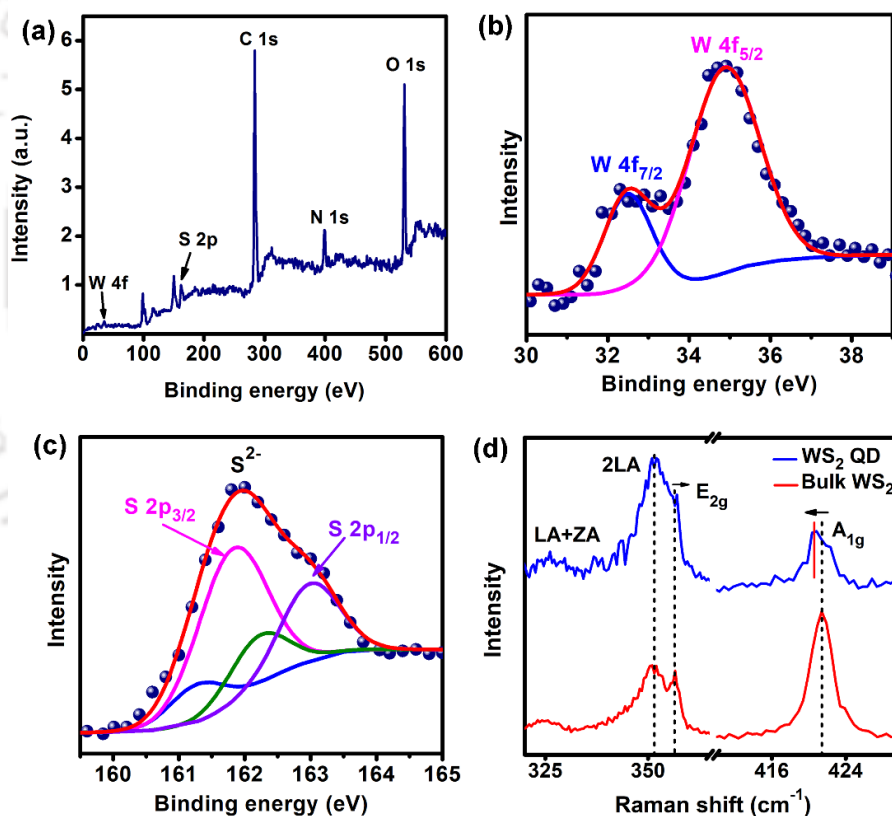 (a)
6
5
4
3
2
1
0 100 200 300 400 500 600
Intensity (a.u.)
Binding energy (eV)
C 1s
O 1s
N 1s
S 2p
W 4f
(b)
W 4f5/2
W 4f7/2
Intensity
30 32 34 36 38
Binding energy (eV)
(c)
S2-
S 2p3/2
S 2p1/2
Intensity
160 161 162 163 164 165
Binding energy (eV)
(d)
WS2 QD
Bulk WS2
2LA
E2g
A1g
LA+ZA
Intensity
325 350 416 424
Raman shift (cm-1)